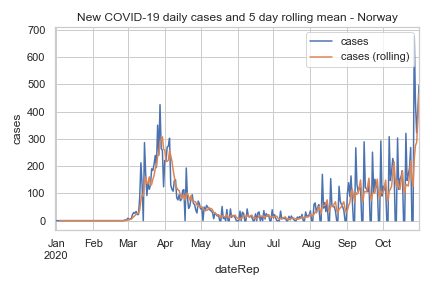 New COVID-19 daily cases and 5 day rolling mean - Norway
cases
cases (rolling)
700
600
500
400
300
200
100
0
cases
Jan Feb Mar Apr May Jun Jul Aug Sep Oct
2020
dateRep